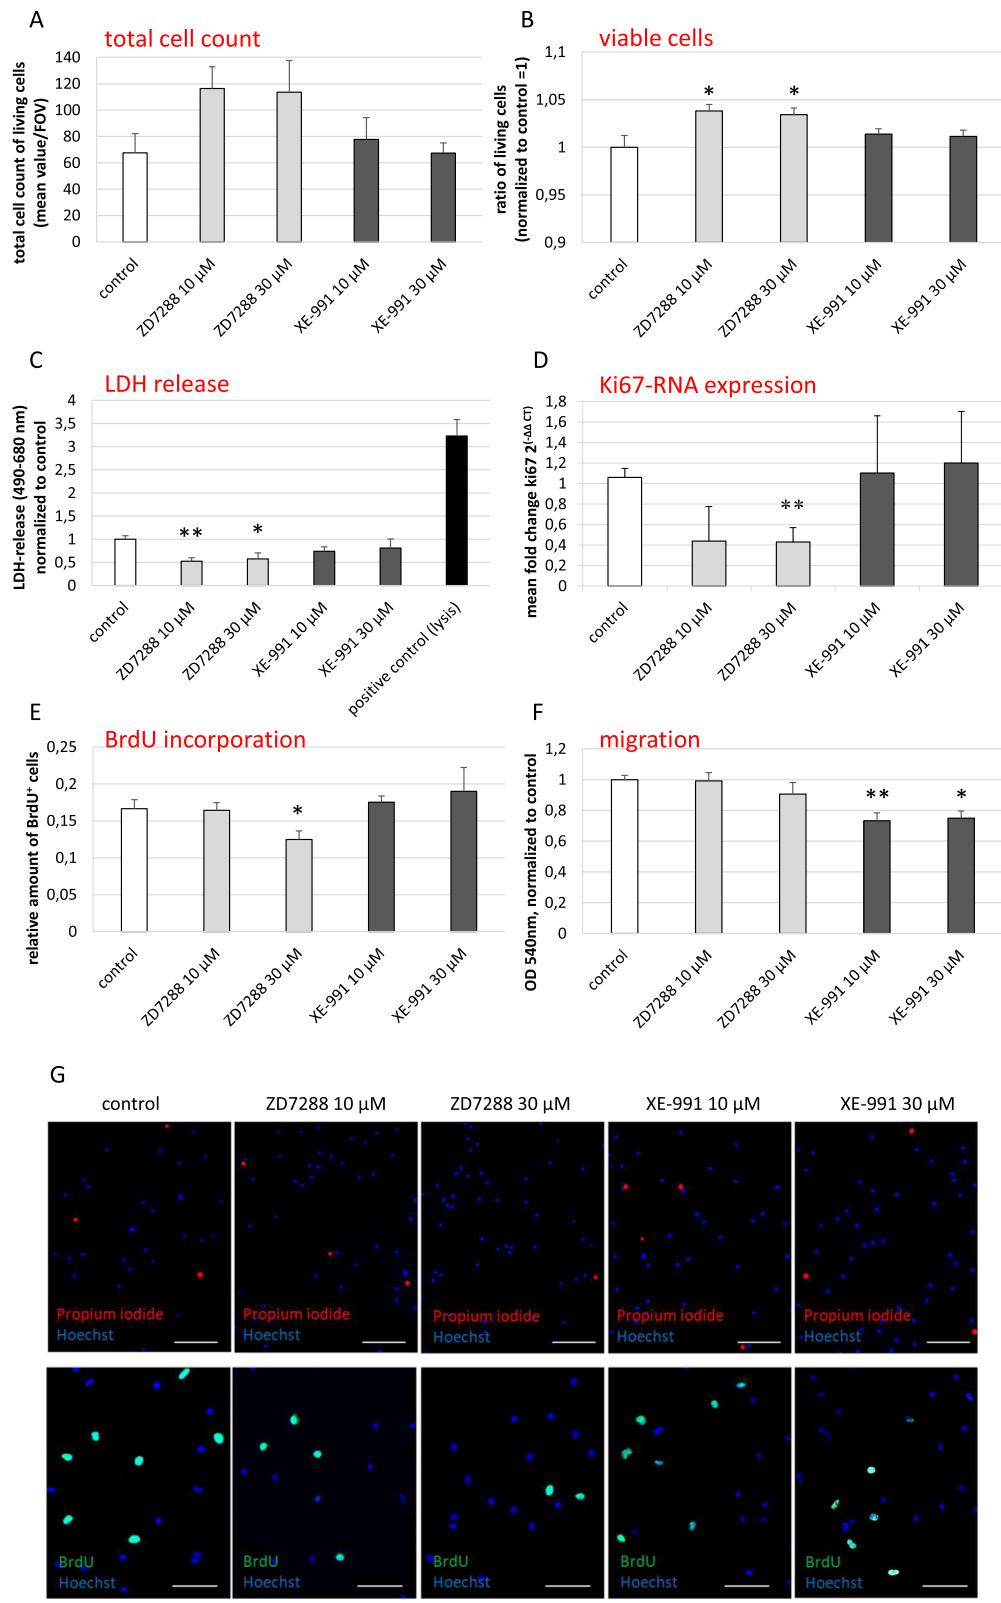 A
total cell count
total cell count of living cells
(mean value/FOV)
140
120
100
80
60
40
20
0
control
ZD7288 10 µM
ZD7288 30 µM
XE-991 10 µM
XE-991 30 µM
B
viable cells
ratio of living cells
(normalized to control =1)
1,1
1,05
1
0,95
0,9
*
*
control
ZD7288 10 µM
ZD7288 30 µM
XE-991 10 µM
XE-991 30 µM
C
LDH release
LDH-release (490-680 nm)
normalized to control
4
3,5
3
2,5
2
1,5
1
0,5
0
**
*
control
ZD7288 10 µM
ZD7288 30 µM
XE-991 10 µM
XE-991 30 µM
positive control (lysis)
D
Ki67-RNA expression
mean fold change ki67 2(-ΔΔ CT)
1,8
1,6
1,4
1,2
1
0,8
0,6
0,4
0,2
0
**
control
ZD7288 10 µM
ZD7288 30 µM
XE-991 10 µM
XE-991 30 µM
E
BrdU incorporation
relative amount of BrdU⁺ cells
0,25
0,2
0,15
0,1
0,05
0
*
control
ZD7288 10 µM
ZD7288 30 µM
XE-991 10 µM
XE-991 30 µM
F
migration
OD 540nm, normalized to control
1,2
1
0,8
0,6
0,4
0,2
0
**
*
control
ZD7288 10 µM
ZD7288 30 µM
XE-991 10 µM
XE-991 30 µM
G
control
ZD7288 10 µM
ZD7288 30 µM
XE-991 10 µM
XE-991 30 µM
Propium iodide
Hoechst
Propium iodide
Hoechst
Propium iodide
Hoechst
Propium iodide
Hoechst
Propium iodide
Hoechst
BrdU
Hoechst
BrdU
Hoechst
BrdU
Hoechst
BrdU
Hoechst
BrdU
Hoechst